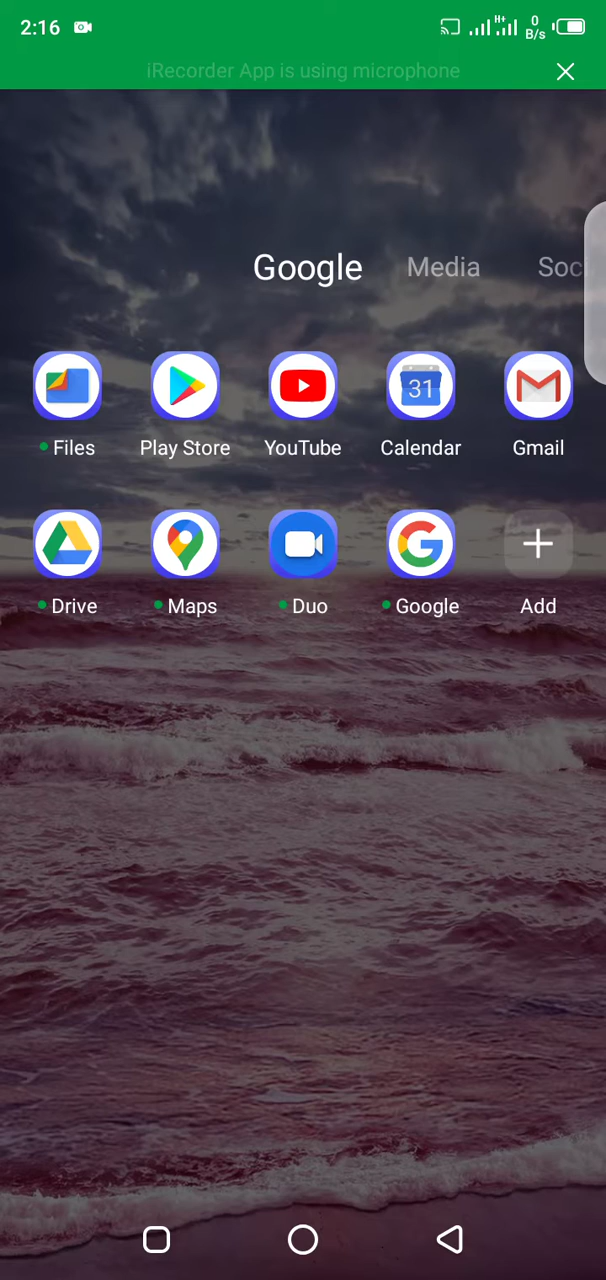 2:16 H+ 0 B/s
iRecorder App is using microphone
Google Media Soc
31
Files Play Store YouTube Calendar Gmail
G
Drive Maps Duo Google Add